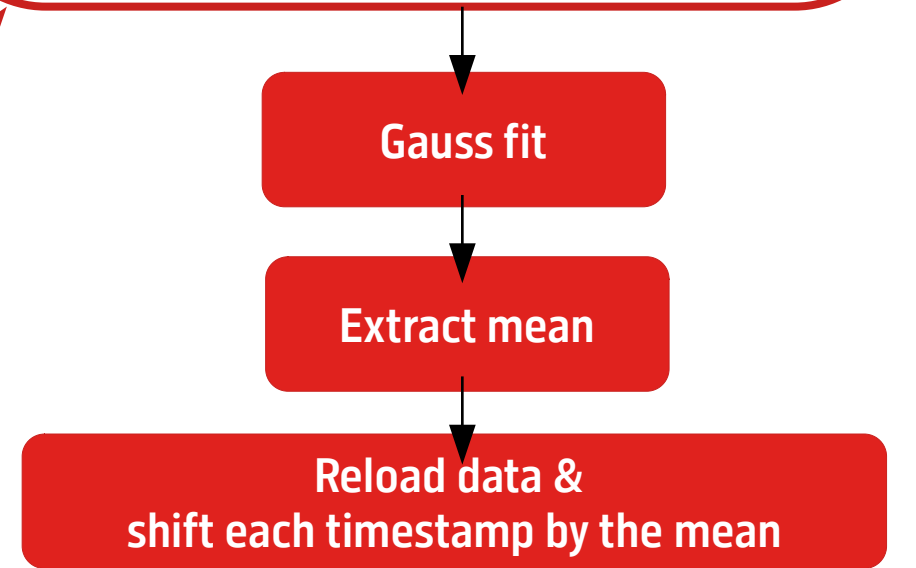 Gauss fit
Extract mean
Reload data &
shift each timestamp by the mean